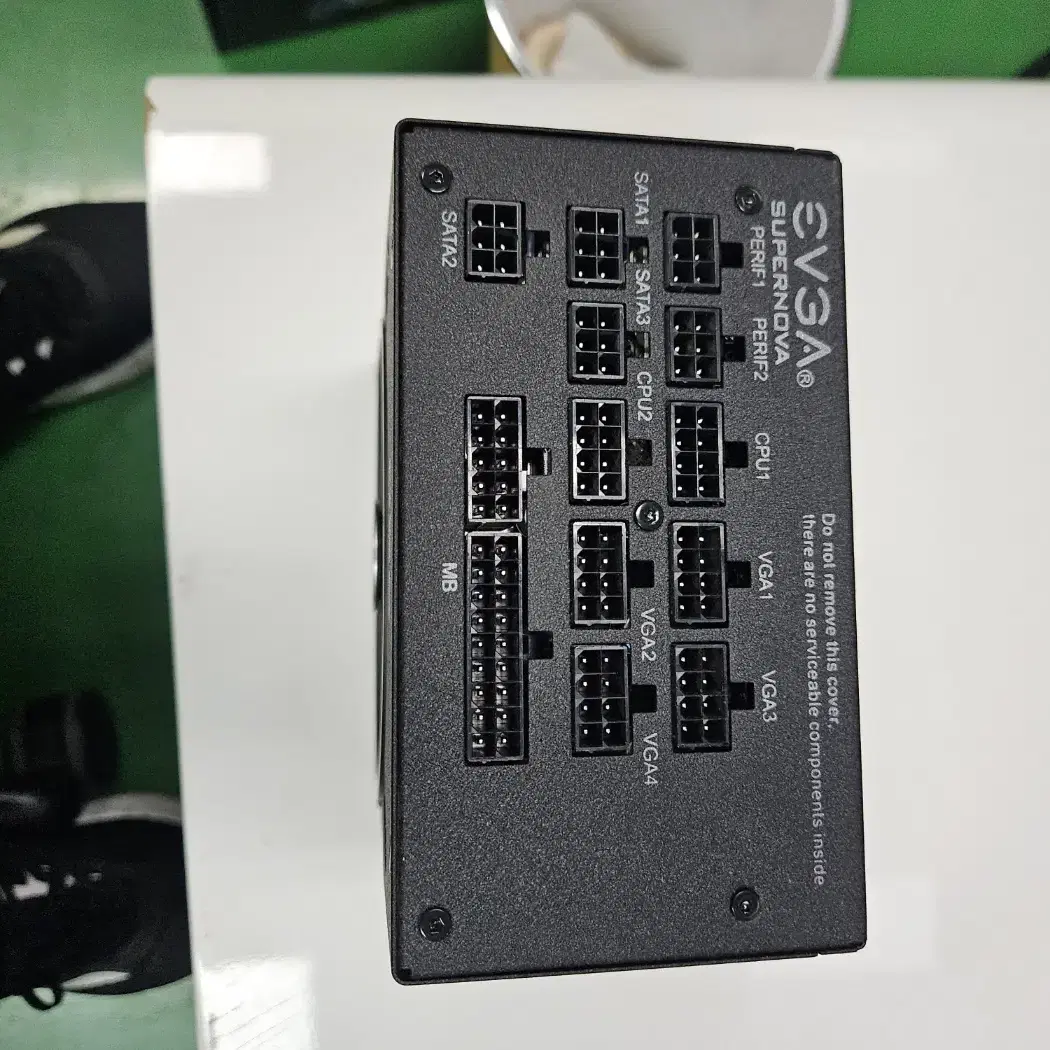 EVGA®
SUPERNOVA
Do not remove this cover,
there are no serviceable components inside
PERIF1
PERIF2
CPU1
VGA1
VGA3
SATA1
SATA3
CPU2
VGA2
VGA4
SATA2
MB